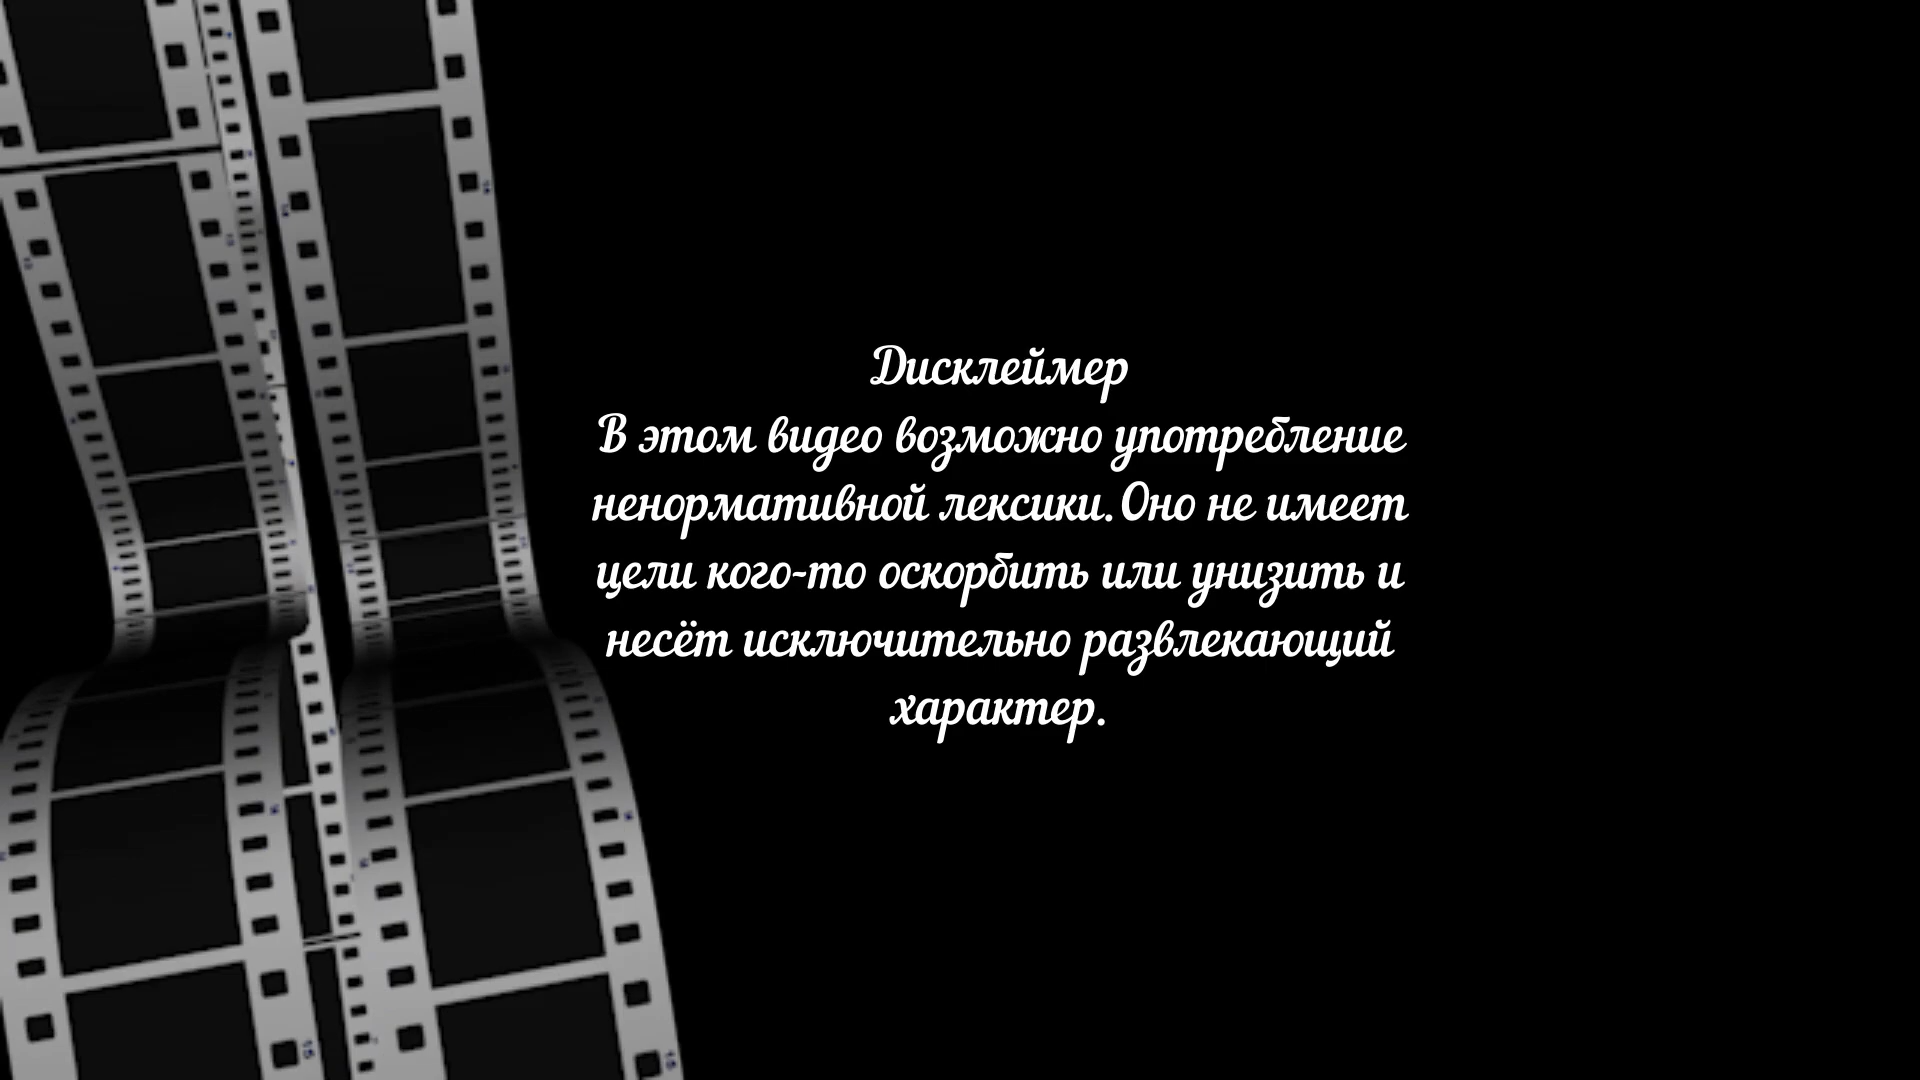 Дисклеймер
В этом видео возможно употребление
ненормативной лексики.Оно не имеет
цели кого-то оскорбить или унизить и
несёт исключительно развлекающий
характер.